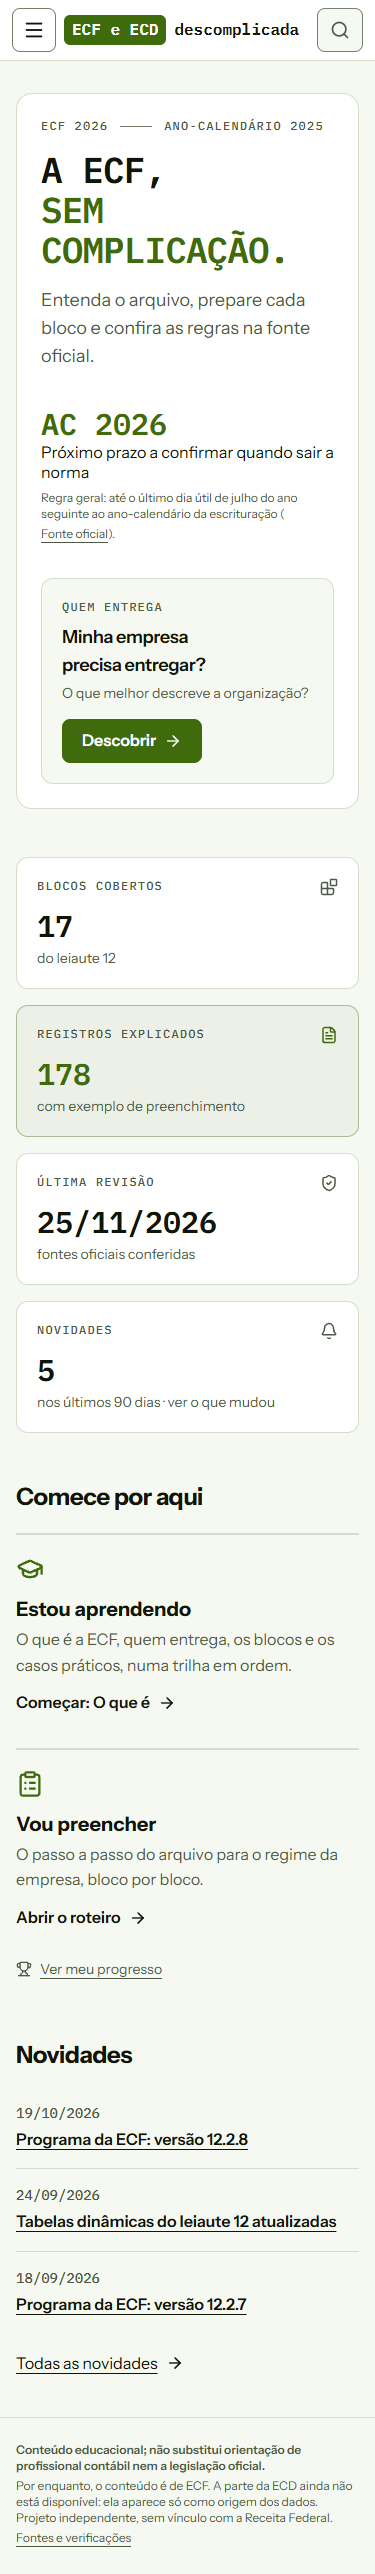 ECF e ECD descomplicada
ECF 2026 —— ANO-CALENDÁRIO 2025
A ECF,
SEM
COMPLICAÇÃO.
Entenda o arquivo, prepare cada
bloco e confira as regras na fonte
oficial.
AC 2026
Próximo prazo a confirmar quando sair a
norma
Regra geral: até o último dia útil de julho do ano
seguinte ao ano-calendário da escrituração (
Fonte oficial).
QUEM ENTREGA
Minha empresa
precisa entregar?
O que melhor descreve a organização?
Descobrir →
BLOCOS COBERTOS
17
do leiaute 12
REGISTROS EXPLICADOS
178
com exemplo de preenchimento
ÚLTIMA REVISÃO
25/11/2026
fontes oficiais conferidas
NOVIDADES
5
nos últimos 90 dias · ver o que mudou
Comece por aqui
Estou aprendendo
O que é a ECF, quem entrega, os blocos e os
casos práticos, numa trilha em ordem.
Começar: O que é →
Vou preencher
O passo a passo do arquivo para o regime da
empresa, bloco por bloco.
Abrir o roteiro →
Ver meu progresso
Novidades
19/10/2026
Programa da ECF: versão 12.2.8
24/09/2026
Tabelas dinâmicas do leiaute 12 atualizadas
18/09/2026
Programa da ECF: versão 12.2.7
Todas as novidades →
Conteúdo educacional; não substitui orientação de
profissional contábil nem a legislação oficial.
Por enquanto, o conteúdo é de ECF. A parte da ECD ainda não
está disponível: ela aparece só como origem dos dados.
Projeto independente, sem vínculo com a Receita Federal.
Fontes e verificações